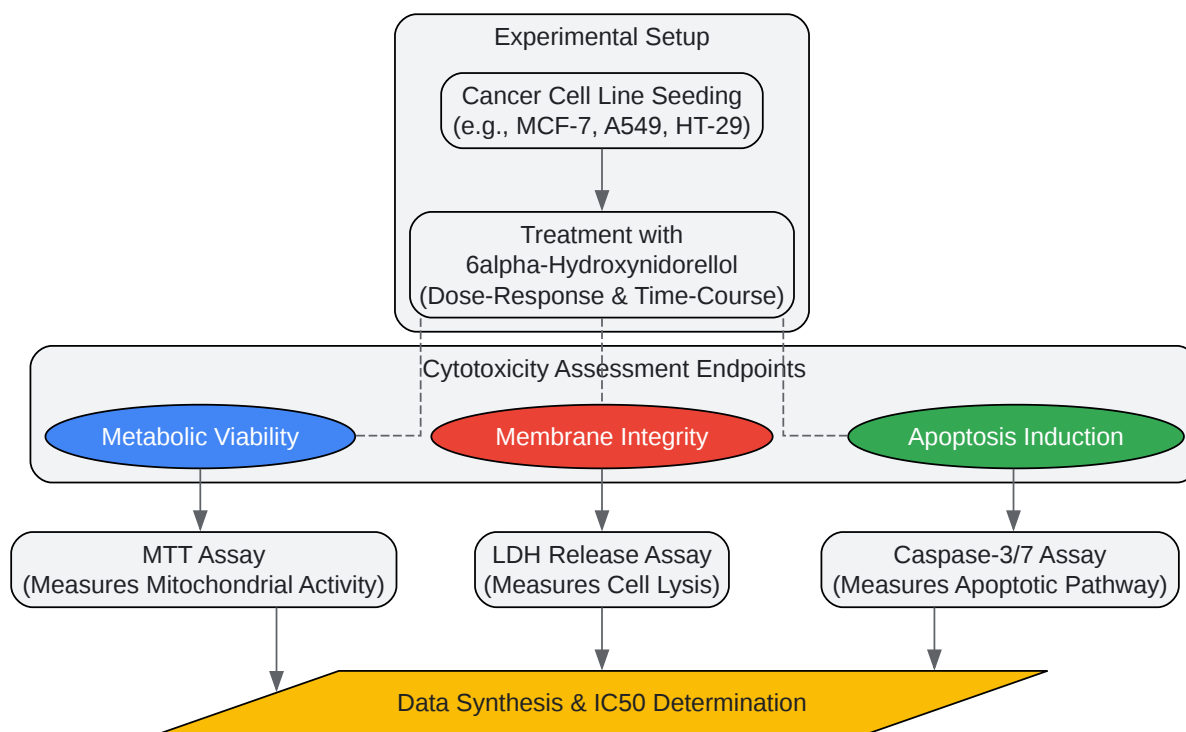 Experimental Setup
Cancer Cell Line Seeding
(e.g., MCF-7, A549, HT-29)
Treatment with
6alpha-Hydroxynidorellol
(Dose-Response & Time-Course)
Cytotoxicity Assessment Endpoints
Metabolic Viability
Membrane Integrity
Apoptosis Induction
MTT Assay
(Measures Mitochondrial Activity)
LDH Release Assay
(Measures Cell Lysis)
Caspase-3/7 Assay
(Measures Apoptotic Pathway)
Data Synthesis & IC50 Determination